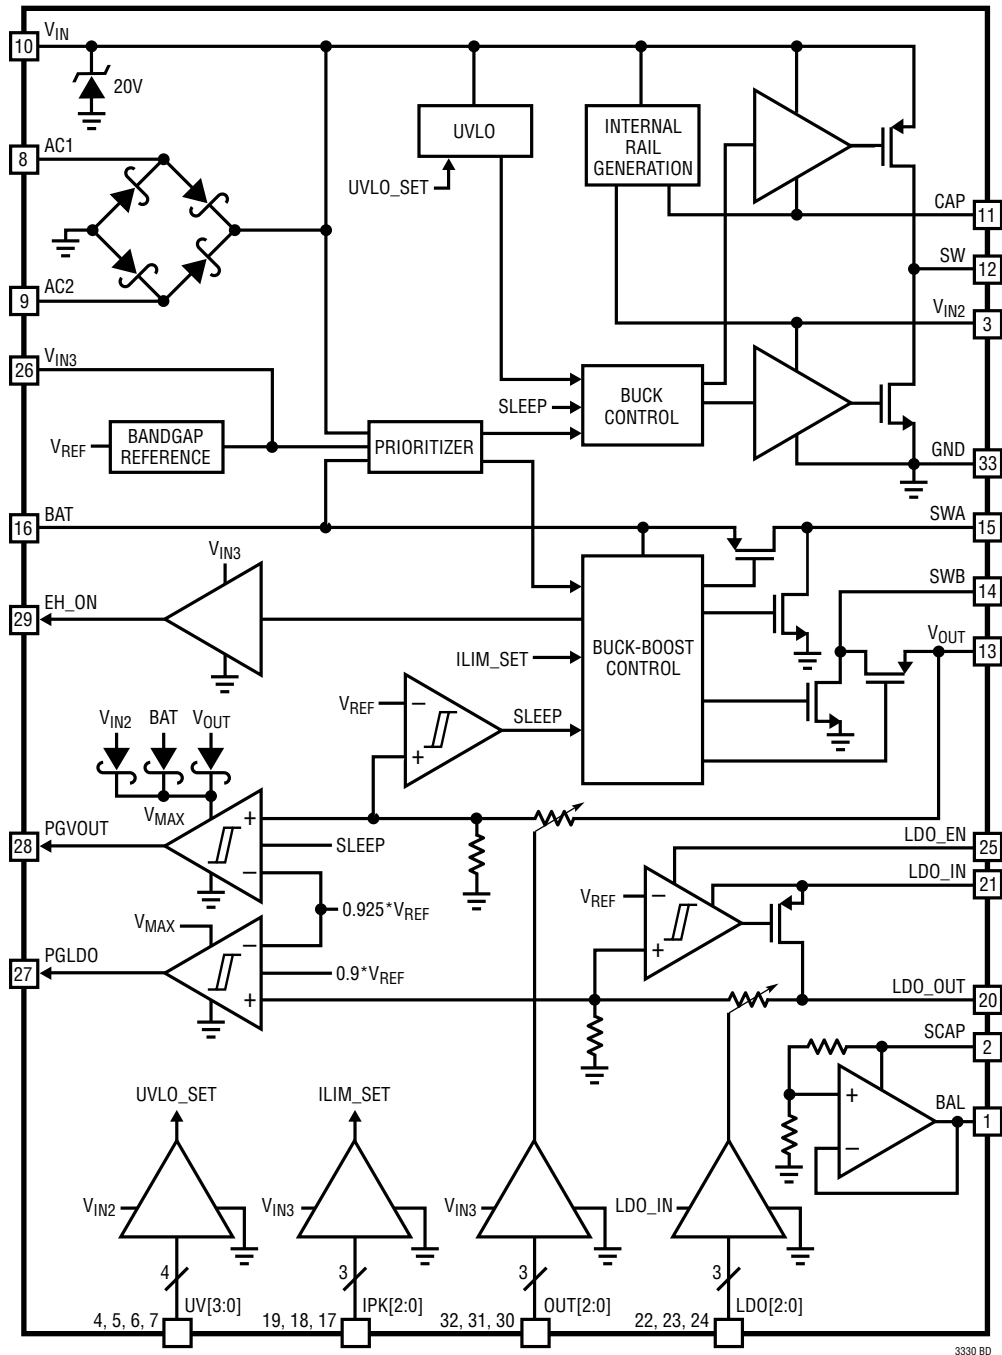 10
VIN
20V
8
AC1
9
AC2
UVLO
UVLO_SET
INTERNAL
RAIL
GENERATION
CAP
11
SW
12
VIN2
3
26
VIN3
VREF
BANDGAP
REFERENCE
PRIORITIZER
SLEEP
BUCK
CONTROL
GND
33
16
BAT
SWA
15
SWB
14
VOUT
13
VIN3
29
EH_ON
BUCK-BOOST
CONTROL
ILIM_SET
VREF
−
+
SLEEP
VIN2
BAT
VOUT
VMAX
28
PGVOUT
+
−
SLEEP
0.925*VREF
VMAX
27
PGLDO
−
+
0.9*VREF
LDO_EN
25
LDO_IN
21
VREF
−
+
LDO_OUT
20
SCAP
2
+
−
BAL
1
UVLO_SET
ILIM_SET
VIN2
VIN3
VIN3
LDO_IN
4
3
3
3
UV[3:0]
IPK[2:0]
OUT[2:0]
LDO[2:0]
4, 5, 6, 7
19, 18, 17
32, 31, 30
22, 23, 24
3330 BD